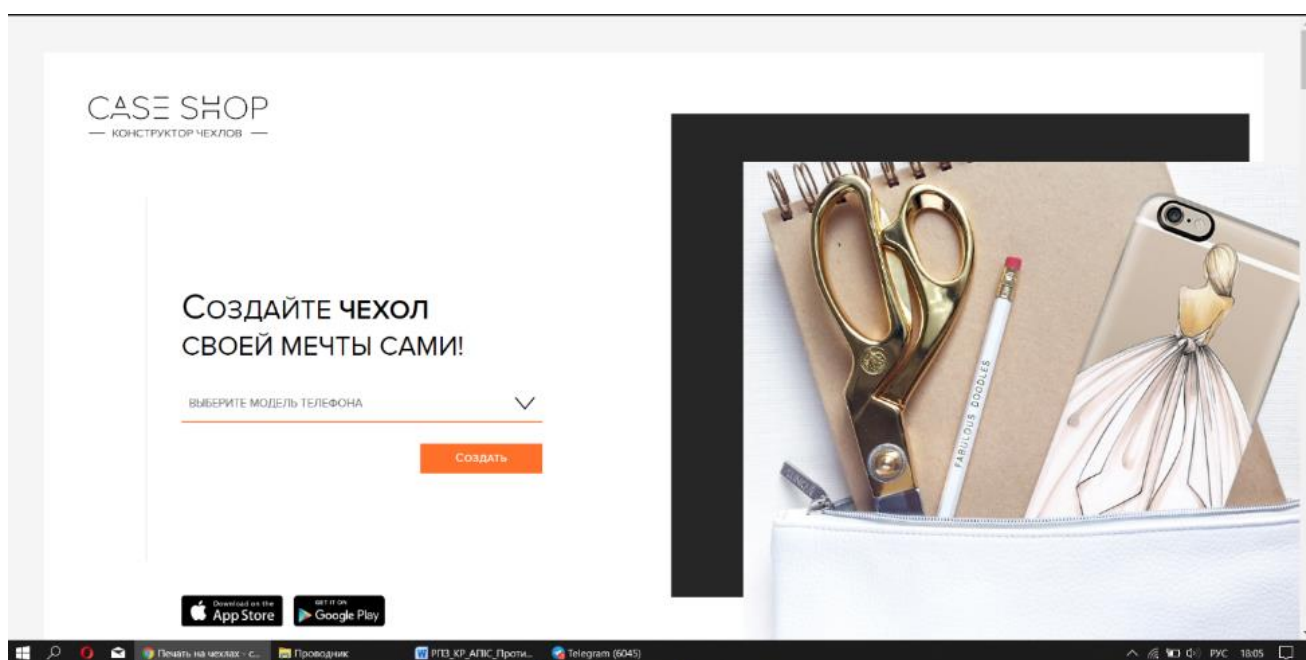 CASE SHOP
— КОНСТРУКТОР ЧЕХЛОВ —
Создайте чехол
своей мечты сами!
ВЫБЕРИТЕ МОДЕЛЬ ТЕЛЕФОНА
Создать
FABULOUS DOODLES
Download on the
App Store
GET IT ON
Google Play
Печать на чехлах - с...
Проводник
РПЗ_КР_АПІС_Проти...
Telegram (6045)
РУС
18:05